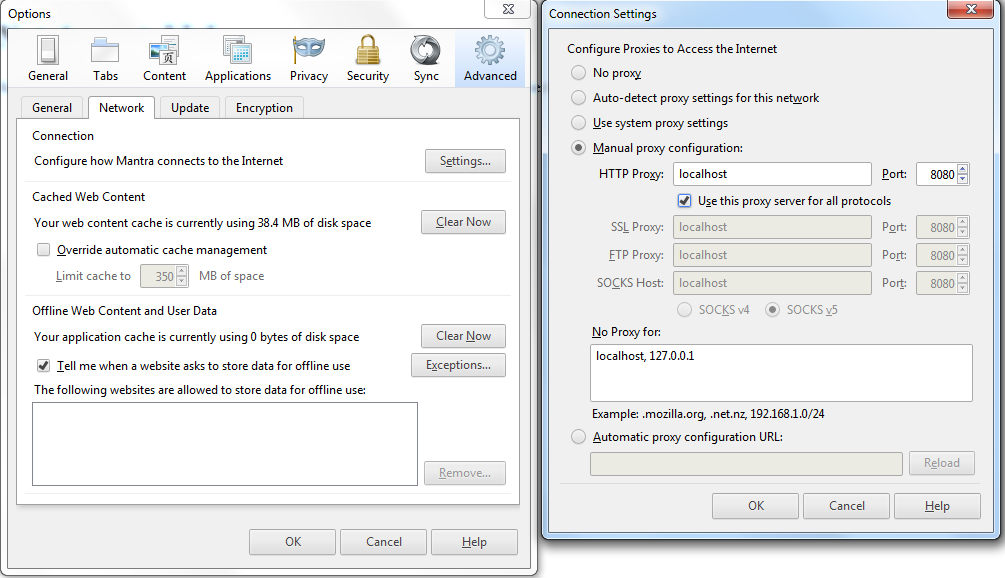 Options
General
Tabs
Content
Applications
Privacy
Security
Sync
Advanced
General
Network
Update
Encryption
Connection
Configure how Mantra connects to the Internet
Settings...
Cached Web Content
Your web content cache is currently using 38.4 MB of disk space
Clear Now
Override automatic cache management
Limit cache to 350 MB of space
Offline Web Content and User Data
Your application cache is currently using 0 bytes of disk space
Clear Now
Tell me when a website asks to store data for offline use
Exceptions...
The following websites are allowed to store data for offline use:
Remove...
OK
Cancel
Help
Connection Settings
Configure Proxies to Access the Internet
No proxy
Auto-detect proxy settings for this network
Use system proxy settings
Manual proxy configuration:
HTTP Proxy: localhost Port: 8080
Use this proxy server for all protocols
SSL Proxy: localhost Port: 8080
FTP Proxy: localhost Port: 8080
SOCKS Host: localhost Port: 8080
SOCKS v4 SOCKS v5
No Proxy for:
localhost, 127.0.0.1
Example: .mozilla.org, .net.nz, 192.168.1.0/24
Automatic proxy configuration URL:
Reload
OK
Cancel
Help